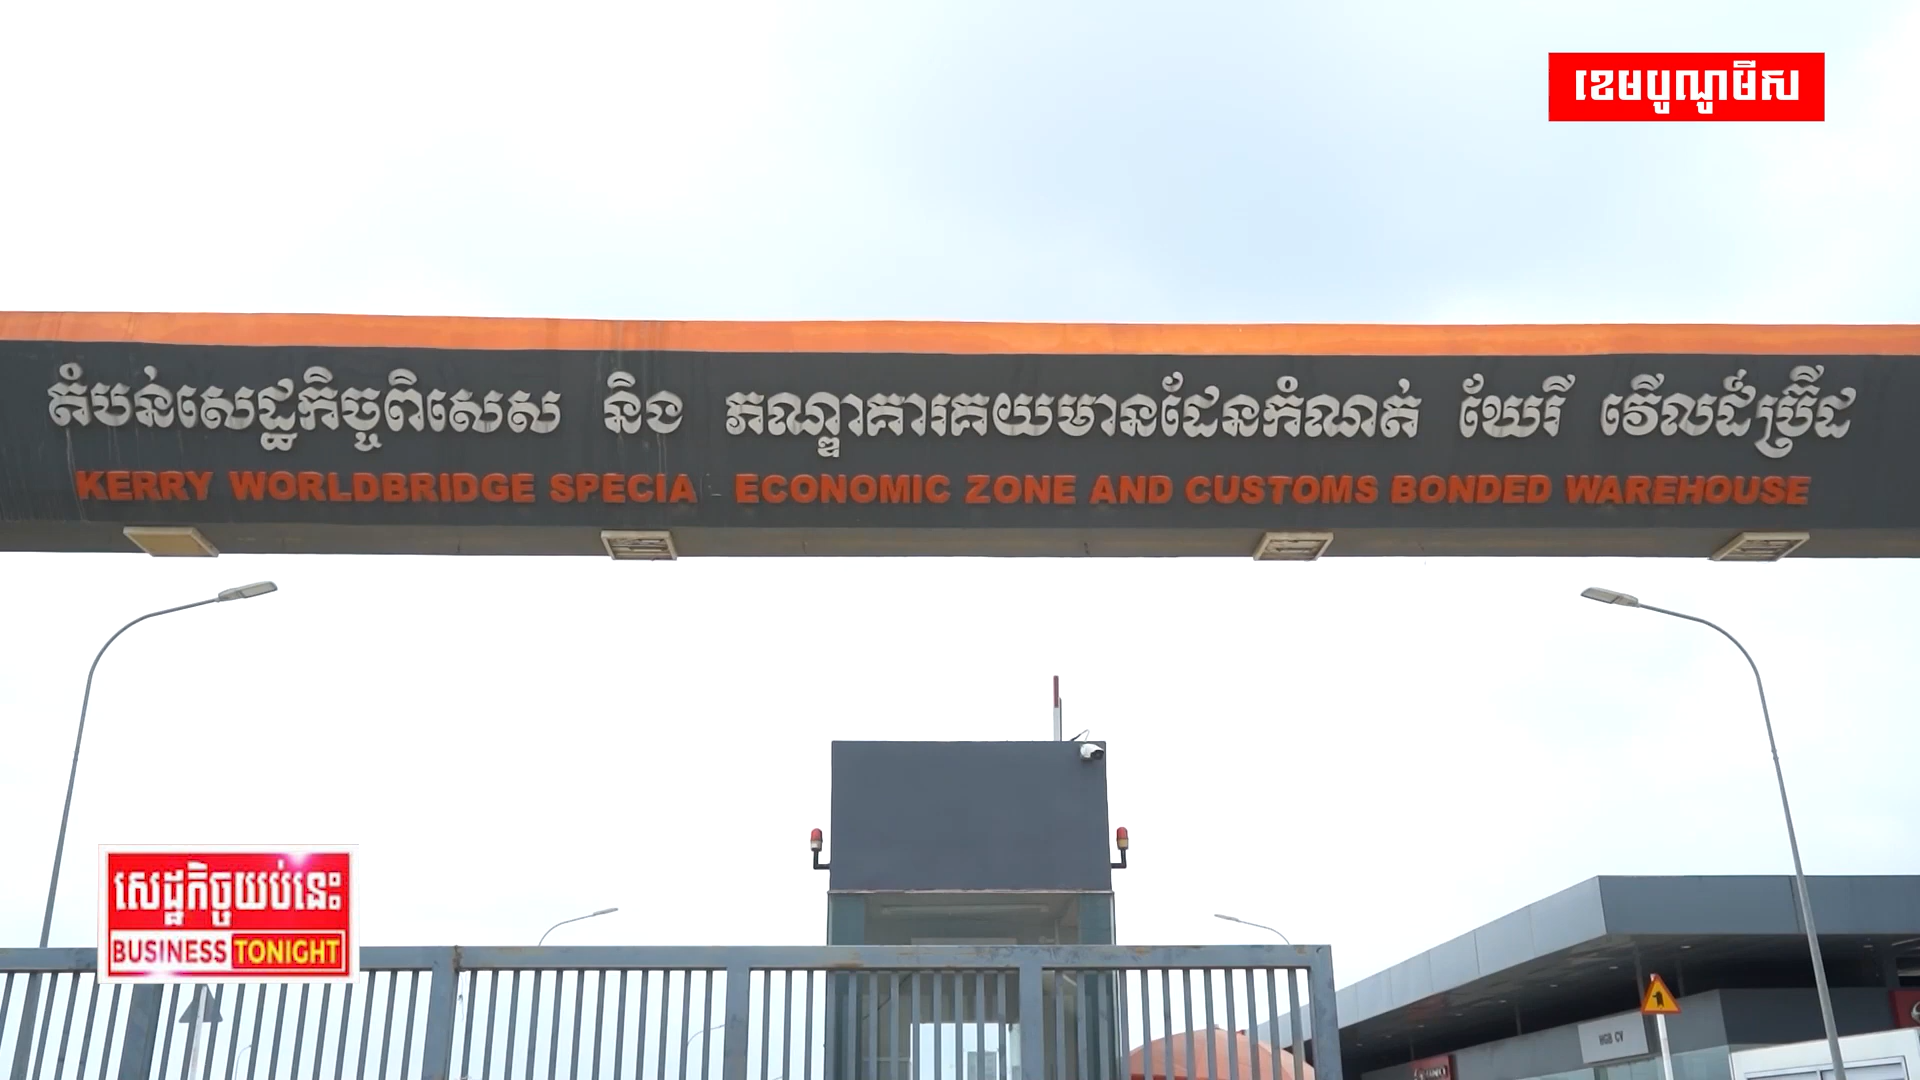 ខេមបូណូមីស
តំបន់សេដ្ឋកិច្ចពិសេស និង ឃ្លាំងគយមានដែនកំណត់ ឃែរី វើលដ៍ប្រ៊ីដ
KERRY WORLDBRIDGE SPECIA ECONOMIC ZONE AND CUSTOMS BONDED WAREHOUSE
សេដ្ឋកិច្ចយប់នេះ
BUSINESS TONIGHT
HGB CV